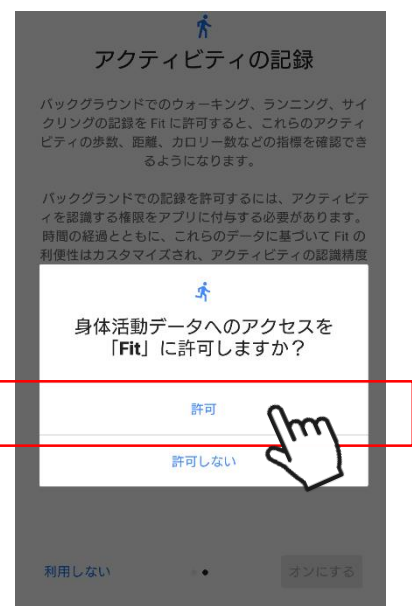 アクティビティの記録
バックグラウンドでのウォーキング、ランニング、サイ
クリングの記録を Fit に許可すると、これらのアクティ
ビティの歩数、距離、カロリー数などの指標を確認でき
るようになります。
バックグランドでの記録を許可するには、アクティビテ
ィを認識する権限をアプリに付与する必要があります。
時間の経過とともに、これらのデータに基づいて Fit の
利便性はカスタマイズされ、アクティビティの認識精度
身体活動データへのアクセスを
「Fit」に許可しますか？
許可
許可しない
利用しない
オンにする